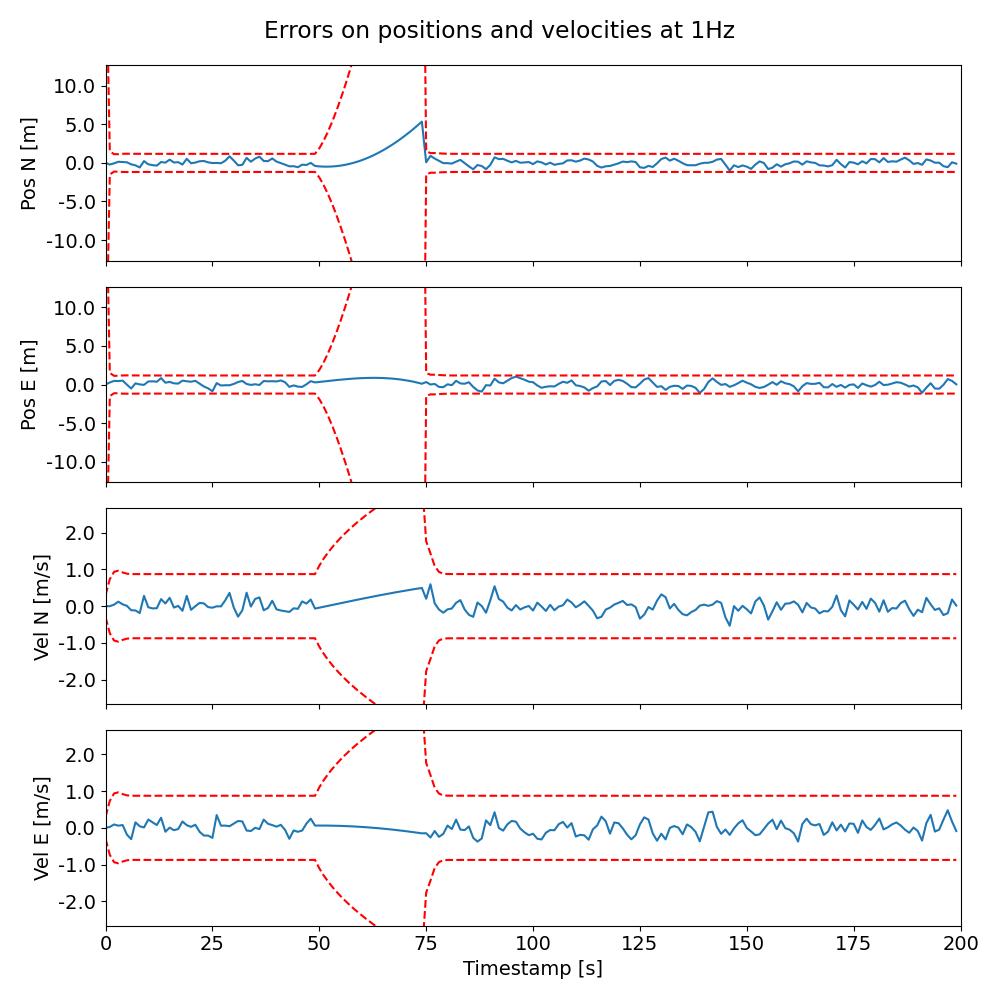 Errors on positions and velocities at 1Hz
10.0
5.0
0.0
-5.0
-10.0
Pos N [m]
10.0
5.0
0.0
-5.0
-10.0
Pos E [m]
2.0
1.0
0.0
-1.0
-2.0
Vel N [m/s]
2.0
1.0
0.0
-1.0
-2.0
Vel E [m/s]
0 25 50 75 100 125 150 175 200
Timestamp [s]